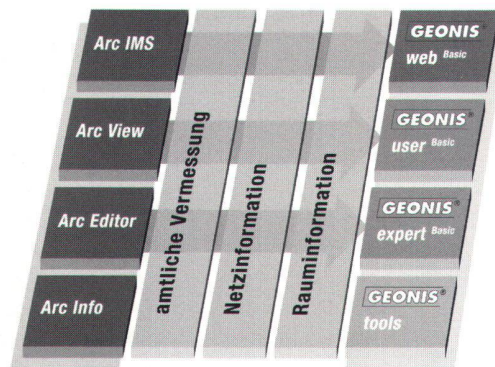 Arc IMS
Arc View
Arc Editor
Arc Info
amtliche Vermessung
Netzinformation
Rauminformation
GEONIS®
web Basic
GEONIS®
user Basic
GEONIS®
expert Basic
GEONIS®
tools